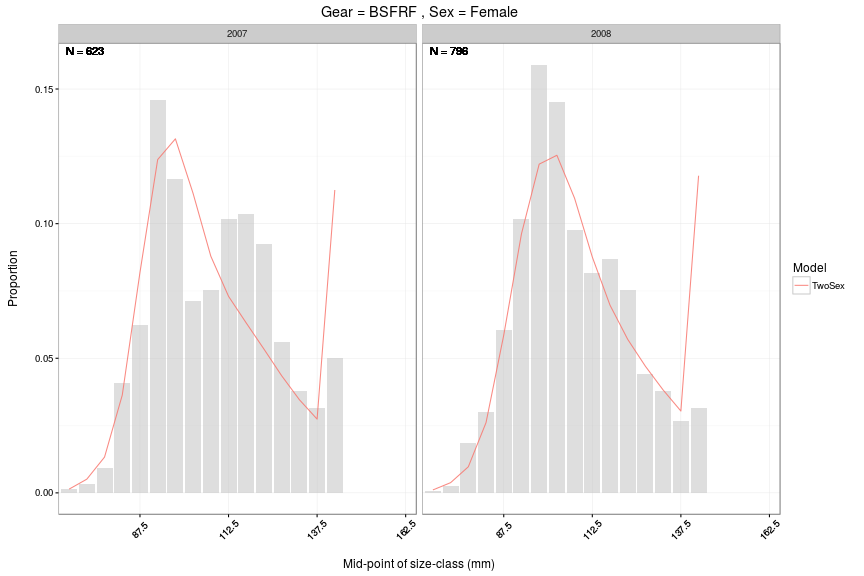 Gear = BSFRF , Sex = Female
2007
2008
N = 623
N = 796
0.15
0.10
0.05
0.00
Proportion
87.5
112.5
137.5
162.5
87.5
112.5
137.5
162.5
Mid-point of size-class (mm)
Model
TwoSex